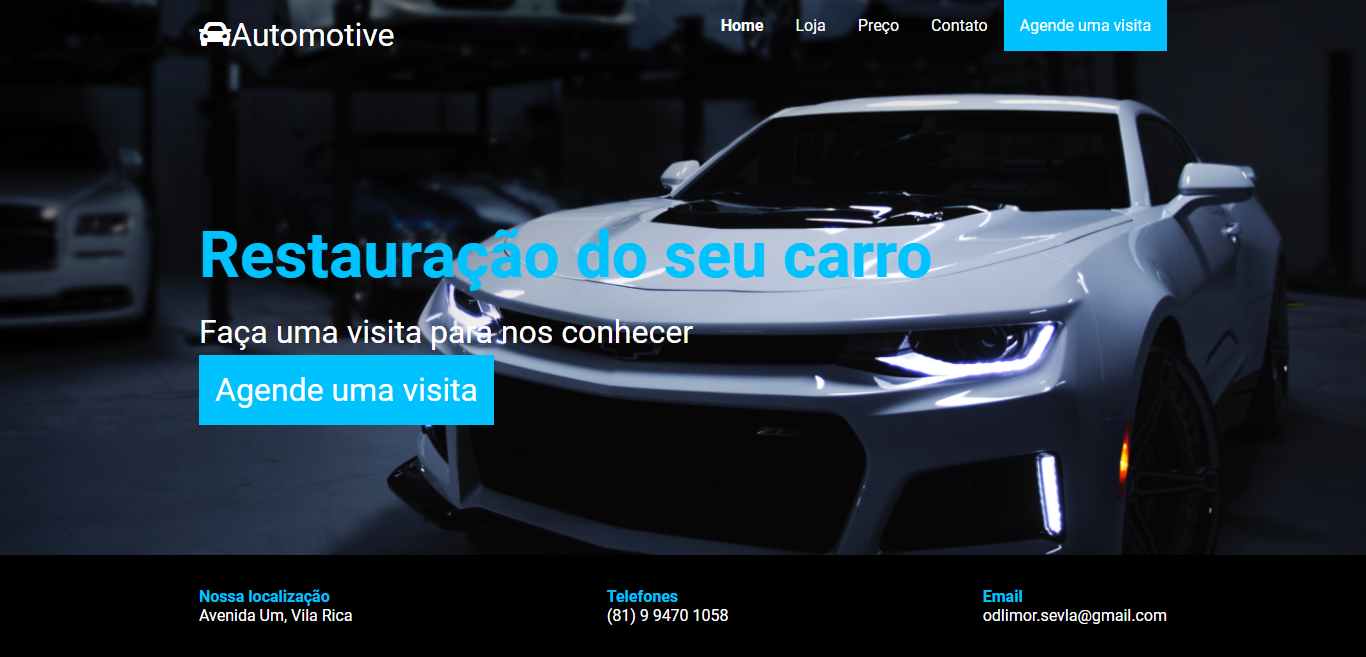 Automotive
Home Loja Preço Contato Agende uma visita
Restauração do seu carro
Faça uma visita para nos conhecer
Agende uma visita
Nossa localização Telefones Email
Avenida Um, Vila Rica (81) 9 9470 1058 odlimor.sevla@gmail.com